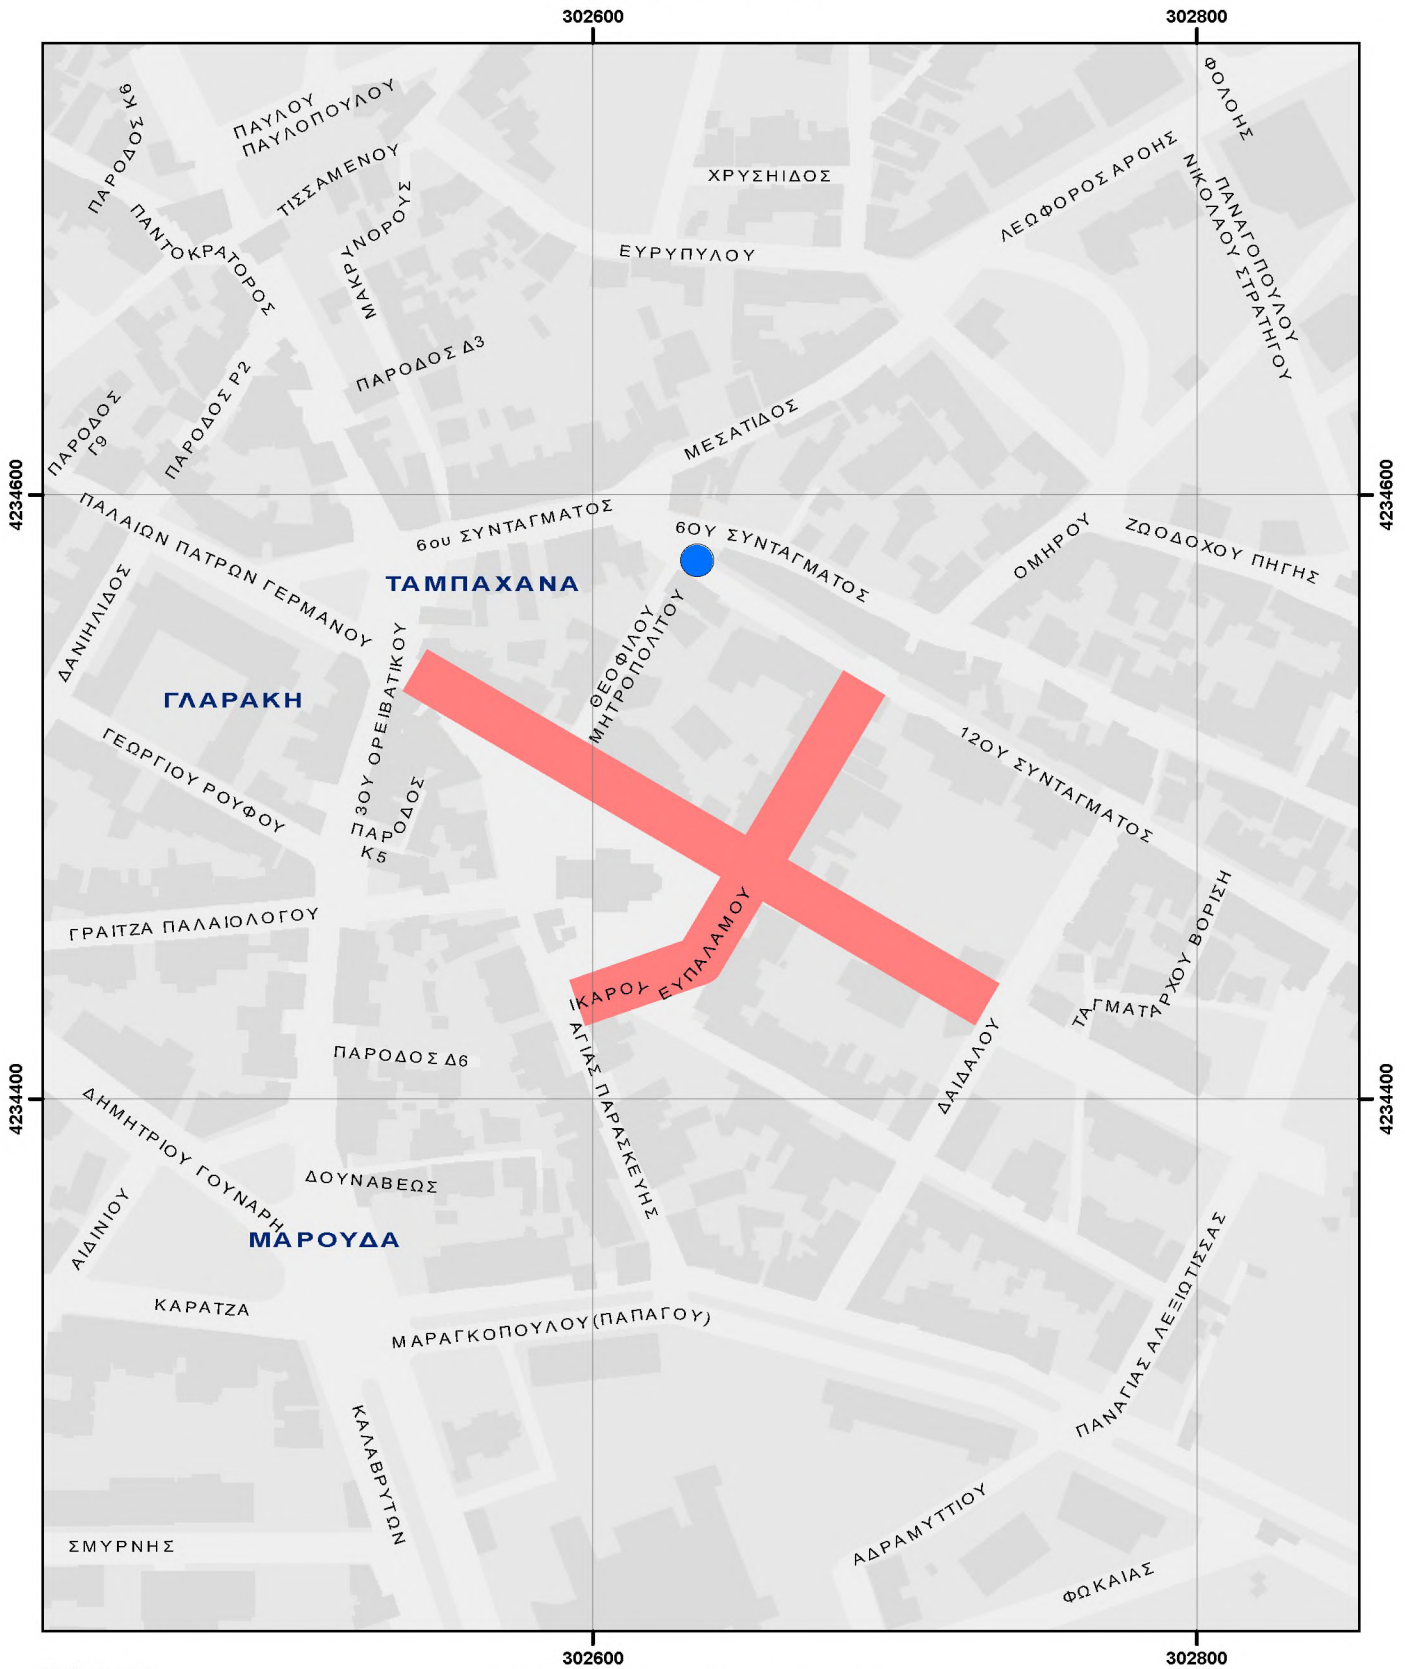 302600
302800
ΦΟΛΟΗΣ
ΠΑΡΟΔΟΣ Κ6
ΠΑΥΛΟΥ
ΠΑΥΛΟΠΟΥΛΟΥ
ΤΙΣΣΑΜΕΝΟΥ
ΧΡΥΣΗΙΔΟΣ
ΛΕΩΦΟΡΟΣ ΑΡΟΗΣ
ΠΑΝΑΓΟΠΟΥΛΟΥ
ΝΙΚΟΛΑΟΥ ΣΤΡΑΤΗΓΟΥ
ΠΑΝΤΟΚΡΑΤΟΡΟΣ
ΜΑΚΡΥΝΟΡΟΥΣ
ΕΥΡΥΠΥΛΟΥ
ΠΑΡΟΔΟΣ Δ3
ΠΑΡΟΔΟΣ
Γ9
ΠΑΡΟΔΟΣ Ρ2
ΜΕΣΑΤΙΔΟΣ
4234600
4234600
ΠΑΛΑΙΩΝ ΠΑΤΡΩΝ ΓΕΡΜΑΝΟΥ
6ου ΣΥΝΤΑΓΜΑΤΟΣ
6ΟΥ ΣΥΝΤΑΓΜΑΤΟΣ
ΟΜΗΡΟΥ
ΖΩΟΔΟΧΟΥ ΠΗΓΗΣ
ΤΑΜΠΑΧΑΝΑ
ΔΑΝΙΗΛΙΔΟΣ
ΘΕΟΦΙΛΟΥ
ΜΗΤΡΟΠΟΛΙΤΟΥ
ΓΛΑΡΑΚΗ
3ΟΥ ΟΡΕΙΒΑΤΙΚΟΥ
ΓΕΩΡΓΙΟΥ ΡΟΥΦΟΥ
12ΟΥ ΣΥΝΤΑΓΜΑΤΟΣ
ΠΑΡΟΔΟΣ
Κ5
ΓΡΑΙΤΖΑ ΠΑΛΑΙΟΛΟΓΟΥ
ΕΥΠΑΛΑΜΟΥ
ΙΚΑΡΟΥ
ΤΑΓΜΑΤΑΡΧΟΥ ΒΟΡΙΣΗ
ΠΑΡΟΔΟΣ Δ6
ΑΓΙΑΣ ΠΑΡΑΣΚΕΥΗΣ
ΔΑΙΔΑΛΟΥ
4234400
4234400
ΔΗΜΗΤΡΙΟΥ ΓΟΥΝΑΡΗ
ΔΟΥΝΑΒΕΩΣ
ΑΙΔΙΝΙΟΥ
ΜΑΡΟΥΔΑ
ΚΑΡΑΤΖΑ
ΜΑΡΑΓΚΟΠΟΥΛΟΥ(ΠΑΠΑΓΟΥ)
ΠΑΝΑΓΙΑΣ ΑΛΕΞΙΩΤΙΣΣΑΣ
ΚΑΛΑΒΡΥΤΩΝ
ΑΔΡΑΜΥΤΤΙΟΥ
ΣΜΥΡΝΗΣ
ΦΩΚΑΙΑΣ
302600
302800